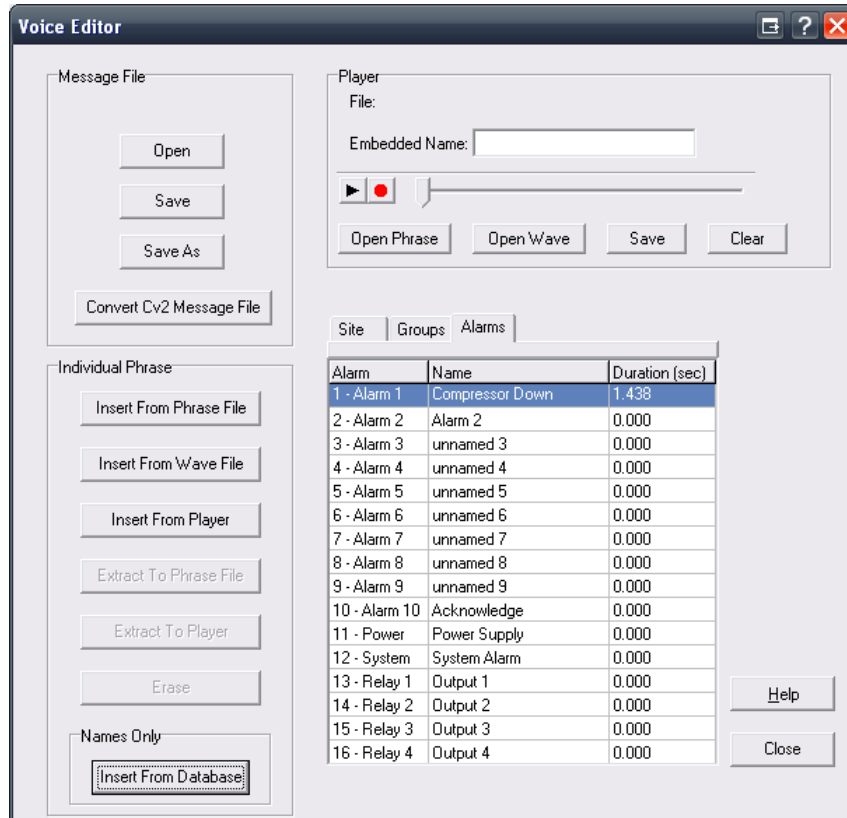 Voice Editor
Message File
Open
Save
Save As
Convert Cv2 Message File
Individual Phrase
Insert From Phrase File
Insert From Wave File
Insert From Player
Extract To Phrase File
Extract To Player
Erase
Names Only
Insert From Database
Player
File:
Embedded Name:
Open Phrase Open Wave Save Clear
Site Groups Alarms
Alarm Name Duration (sec)
1 - Alarm 1 Compressor Down 1.438
2 - Alarm 2 Alarm 2 0.000
3 - Alarm 3 unnamed 3 0.000
4 - Alarm 4 unnamed 4 0.000
5 - Alarm 5 unnamed 5 0.000
6 - Alarm 6 unnamed 6 0.000
7 - Alarm 7 unnamed 7 0.000
8 - Alarm 8 unnamed 8 0.000
9 - Alarm 9 unnamed 9 0.000
10 - Alarm 10 Acknowledge 0.000
11 - Power Power Supply 0.000
12 - System System Alarm 0.000
13 - Relay 1 Output 1 0.000
14 - Relay 2 Output 2 0.000
15 - Relay 3 Output 3 0.000
16 - Relay 4 Output 4 0.000
Help
Close